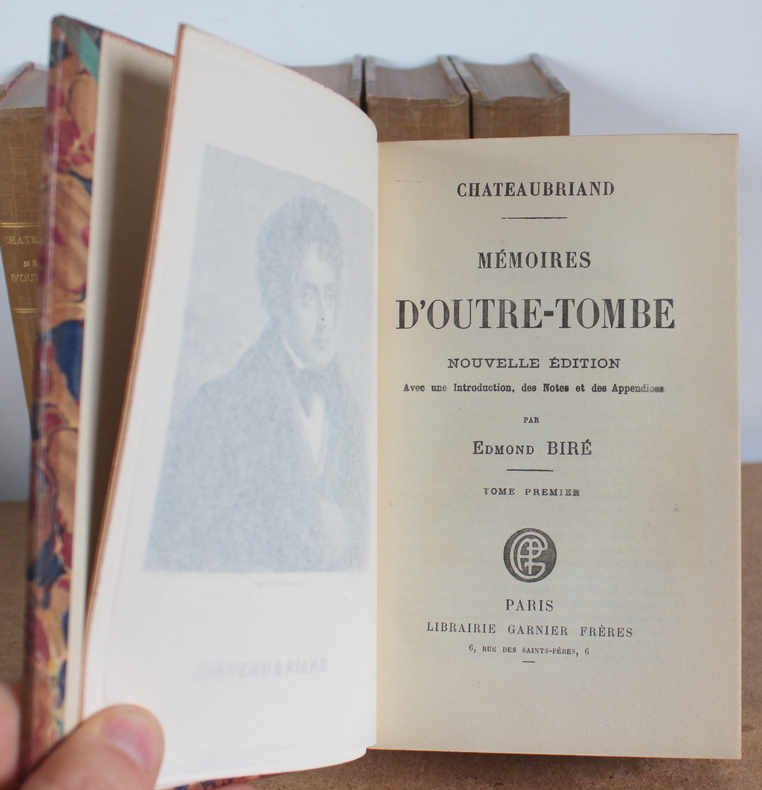 CHATEAUBRIAND
MÉMOIRES
D'OUTRE-TOMBE
NOUVELLE ÉDITION
Avec une Introduction, des Notes et des Appendices
PAR
EDMOND BIRÉ
TOME PREMIER
PARIS
LIBRAIRIE GARNIER FRÈRES
6, RUE DES SAINTS-PÈRES, 6